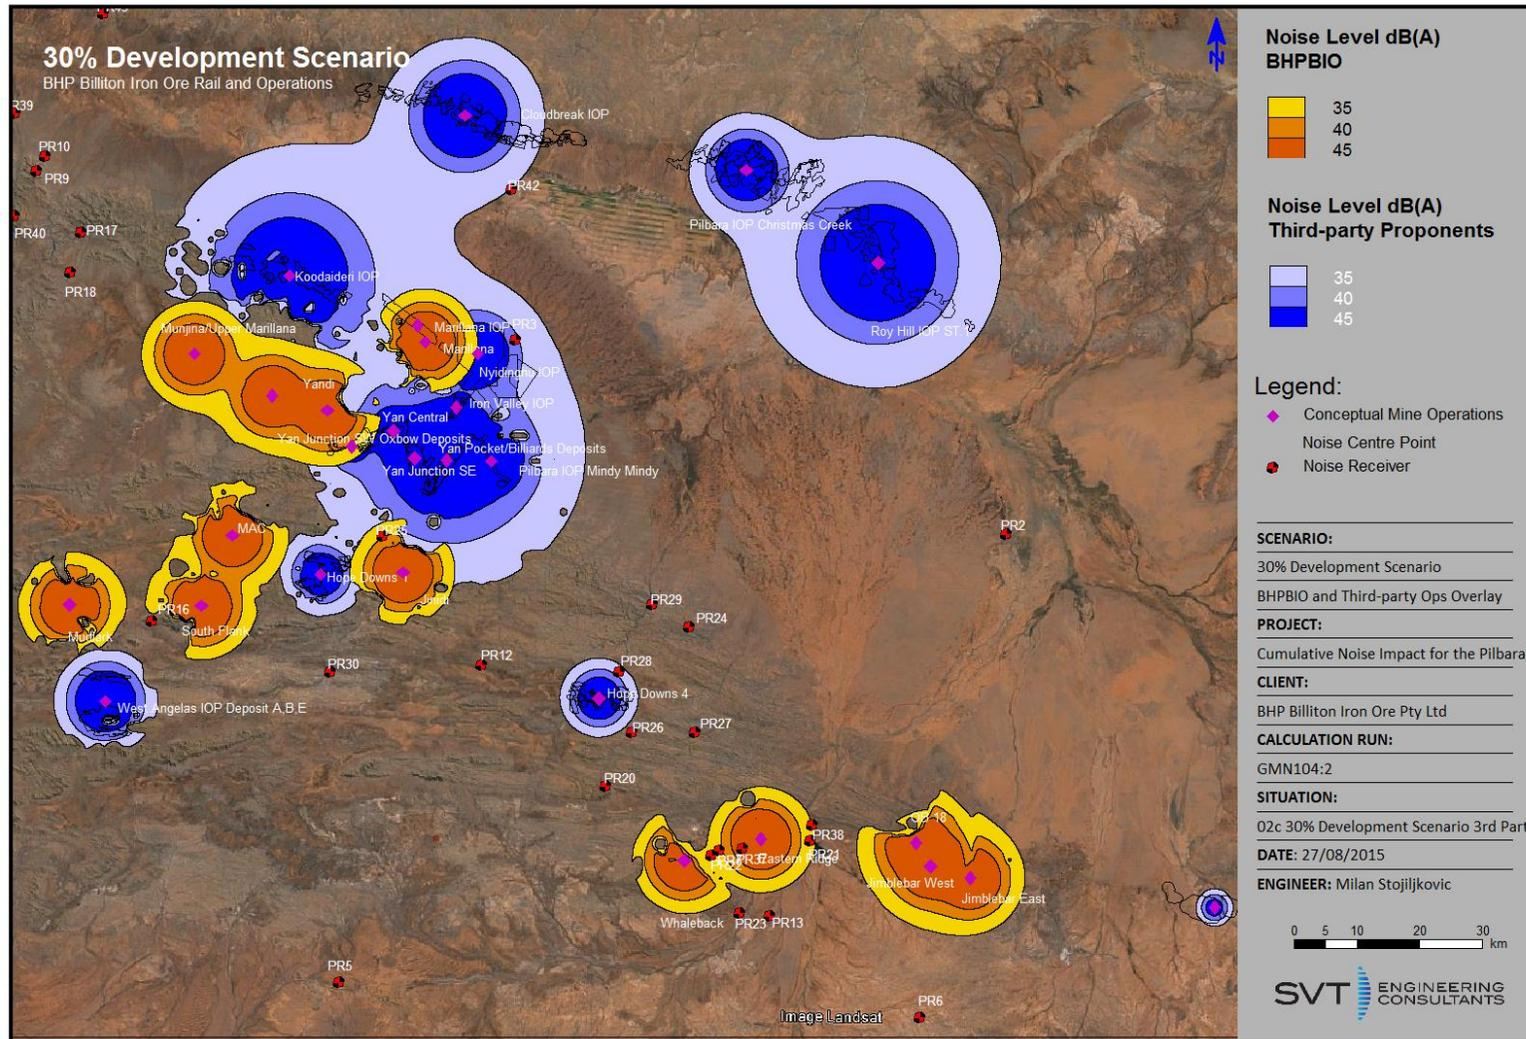 30% Development Scenario
BHP Billiton Iron Ore Rail and Operations
PR39
PR10
PR9
PR40
PR17
PR18
Cloudbreak IOP
PR42
Pilbara IOP Christmas Creek
Roy Hill IOP ST
Koodaideri IOP
Munjina/Upper Marillana
Marillana IOP
PR3
Marillana
Nyidinghu IOP
Yandi
Iron Valley IOP
Yan Central
Yan Junction SW Oxbow Deposits
Yan Pocket/Billiards Deposits
Yan Junction SE
Pilbara IOP Mindy Mindy
PR2
MAC
PR25
Hope Downs 1
Jinidi
PR29
PR24
PR16
Mudlark
South Flank
PR30
PR12
PR28
West Angelas IOP Deposit A,B,E
Hope Downs 4
PR26
PR27
PR20
OB 18
PR38
PR21
PR37
Eastern Ridge
PR22
Jimblebar West
Jimblebar East
Whaleback
PR23
PR13
PR5
PR6
Image Landsat
N
Noise Level dB(A)
BHPBIO
35
40
45
Noise Level dB(A)
Third-party Proponents
35
40
45
Legend:
Conceptual Mine Operations
Noise Centre Point
Noise Receiver
SCENARIO:
30% Development Scenario
BHPBIO and Third-party Ops Overlay
PROJECT:
Cumulative Noise Impact for the Pilbara
CLIENT:
BHP Billiton Iron Ore Pty Ltd
CALCULATION RUN:
GMN104:2
SITUATION:
02c 30% Development Scenario 3rd Part
DATE: 27/08/2015
ENGINEER: Milan Stojiljkovic
0 5 10 20 30
km
SVT ENGINEERING
CONSULTANTS